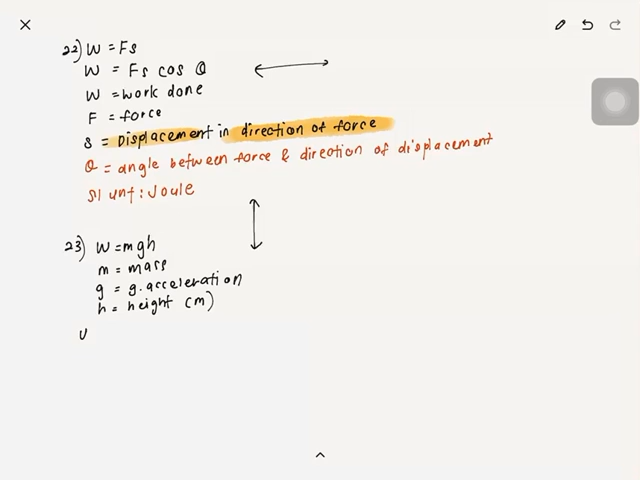 22) W = Fs
W = Fs cos θ
W = work done
F = force
s = Displacement in direction of force
θ = angle between force & direction of displacement
SI unt : Joule
23) W = mgh
m = mass
g = g. acceleration
h = height (m)
U